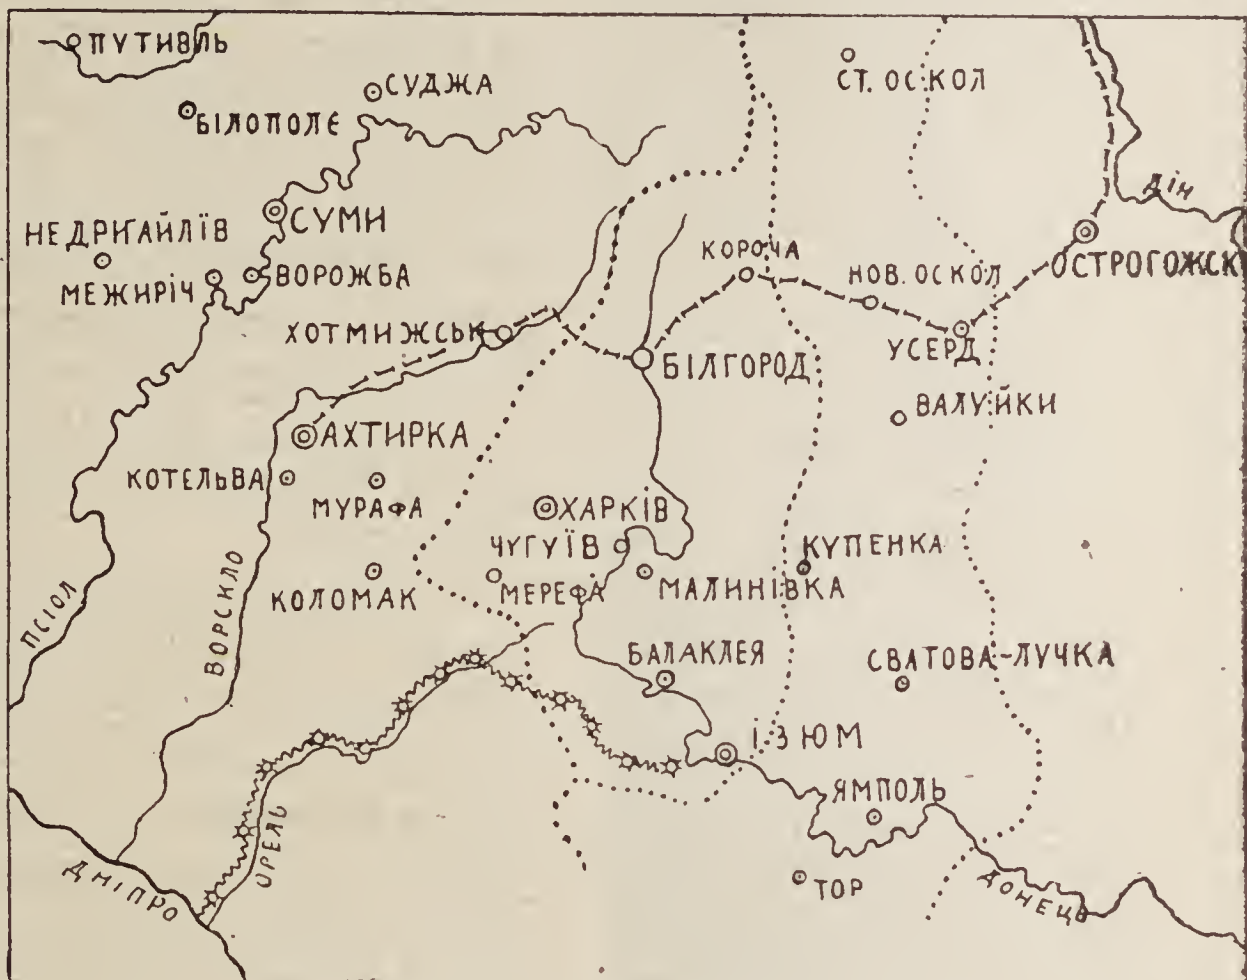 ПУТИВЛЬ
СТ. ОСКОЛ
СУДЖА
БІЛОПОЛЄ
ДІН
СУМИ
НЕДРИГАЙЛІВ
ОСТРОГОЖСК
КОРОЧА
НОВ. ОСКОЛ
МЕЖИРІЧ
ВОРОЖБА
ХОТМИЖСЬК
УСЕРД
БІЛГОРОД
ВАЛУЙКИ
АХТИРКА
КОТЕЛЬВА
МУРАФА
ХАРКІВ
ЧУГУЇВ
КУПЕНКА
КОЛОМАК
МЕРЕФА
МАЛИНІВКА
ПСІОЛ
ВОРСКЛО
БАЛАКЛЕЯ
СВАТОВА-ЛУЧКА
ІЗЮМ
ЯМПОЛЬ
ОРЕЛЬ
ДНІПРО
ТОР
ДОНЕЦЬ